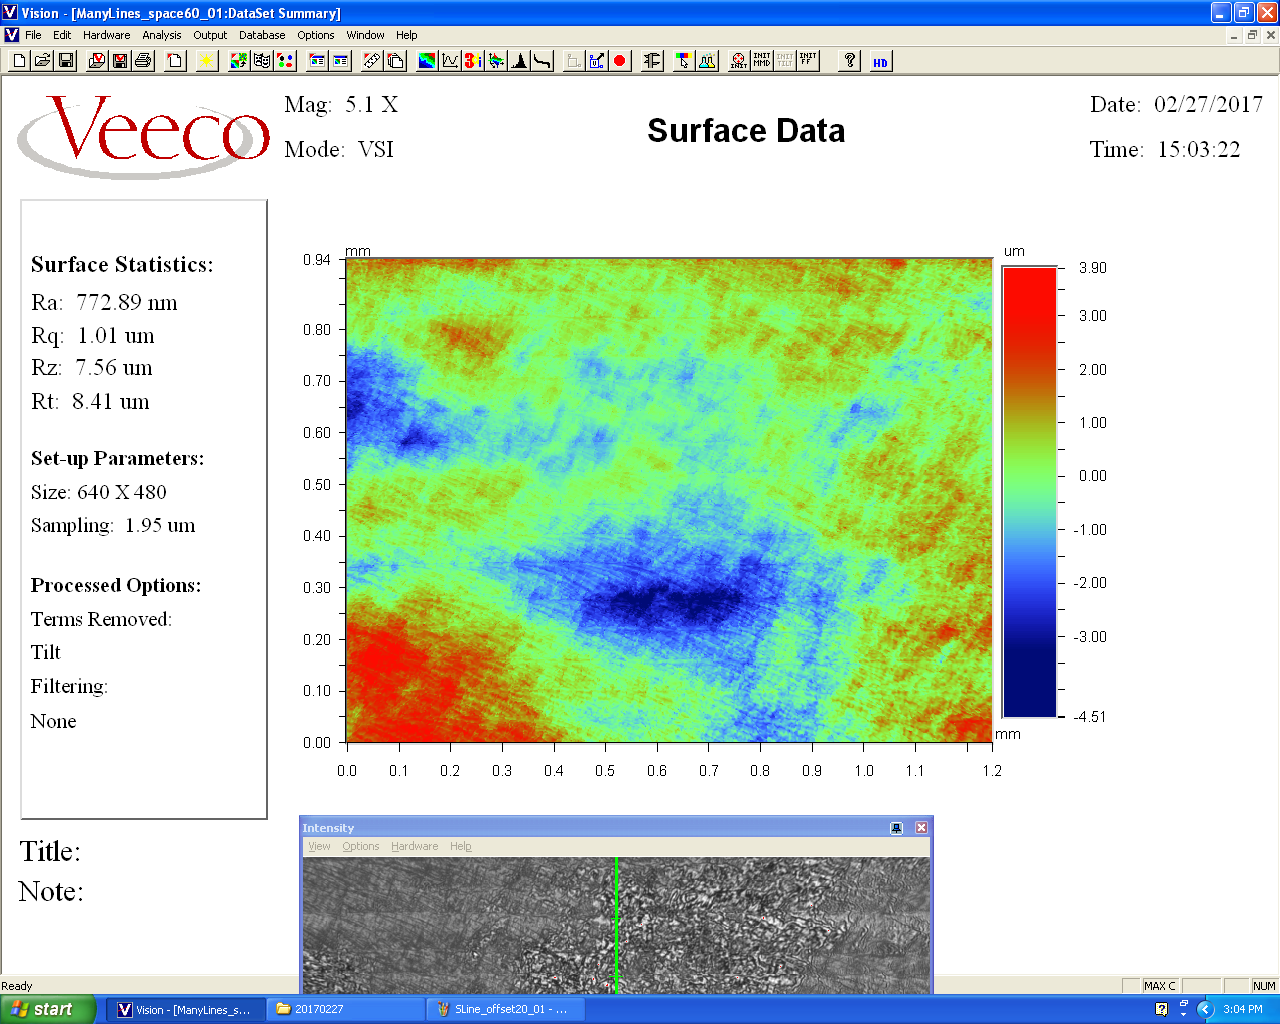 Vision - [ManyLines_space60_01:DataSet Summary]
File Edit Hardware Analysis Output Database Options Window Help
INIT INIT MMD INIT TILT INIT FF ? HD
Veeco
Mag: 5.1 X
Mode: VSI
Surface Data
Date: 02/27/2017
Time: 15:03:22
Surface Statistics:
Ra: 772.89 nm
Rq: 1.01 um
Rz: 7.56 um
Rt: 8.41 um
Set-up Parameters:
Size: 640 X 480
Sampling: 1.95 um
Processed Options:
Terms Removed:
Tilt
Filtering:
None
Title:
Note:
mm
0.94
0.80
0.70
0.60
0.50
0.40
0.30
0.20
0.10
0.00
0.0 0.1 0.2 0.3 0.4 0.5 0.6 0.7 0.8 0.9 1.0 1.1 1.2
mm
um
3.90
3.00
2.00
1.00
0.00
-1.00
-2.00
-3.00
-4.51
Intensity
View Options Hardware Help
Ready
MAX C NUM
start
Vision - [ManyLines_s...
20170227
SLine_offset20_01 - ...
3:04 PM